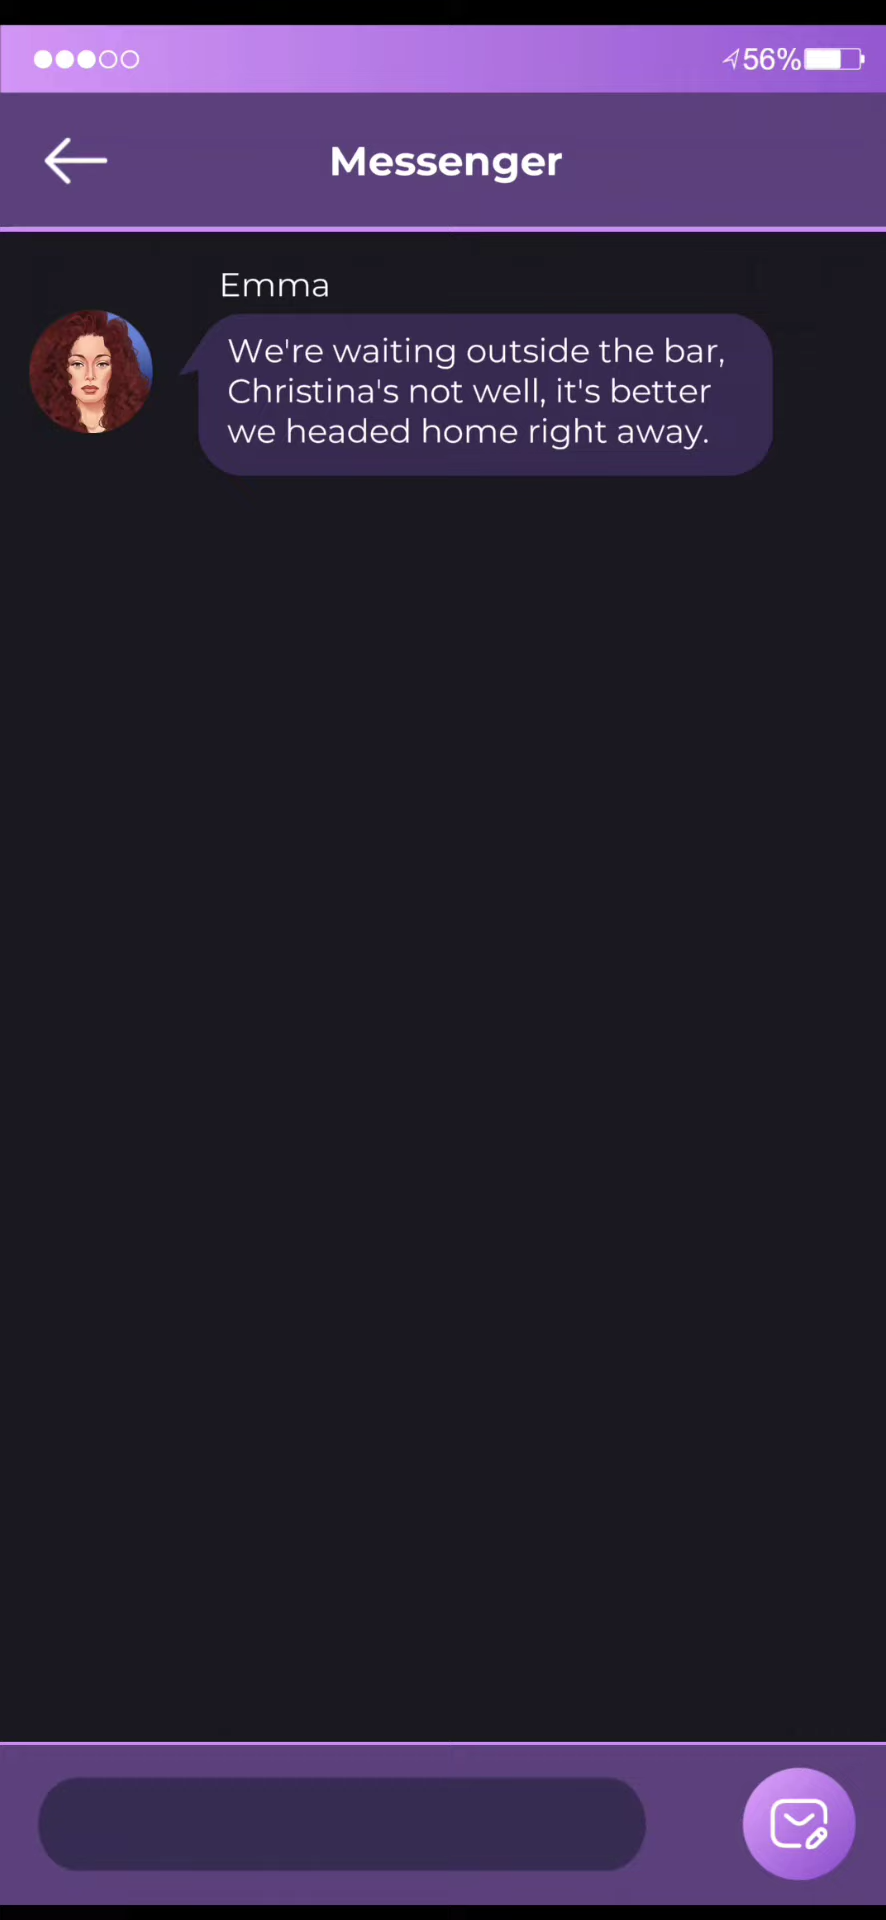 56%
Messenger
Emma
We're waiting outside the bar,
Christina's not well, it's better
we headed home right away.